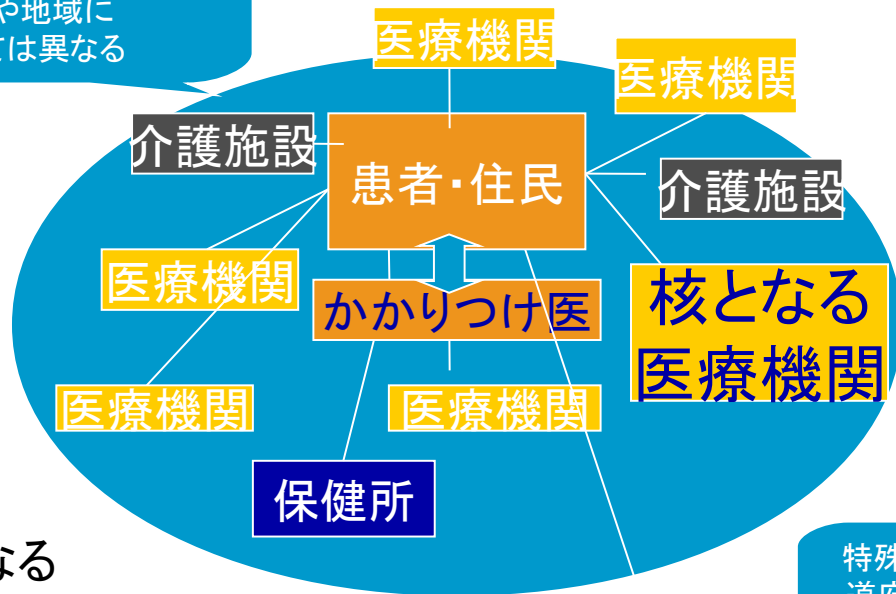 や地域に
ては異なる
医療機関
医療機関
介護施設
患者・住民
介護施設
医療機関
かかりつけ医
核となる
医療機関
医療機関
医療機関
保健所
なる
特殊